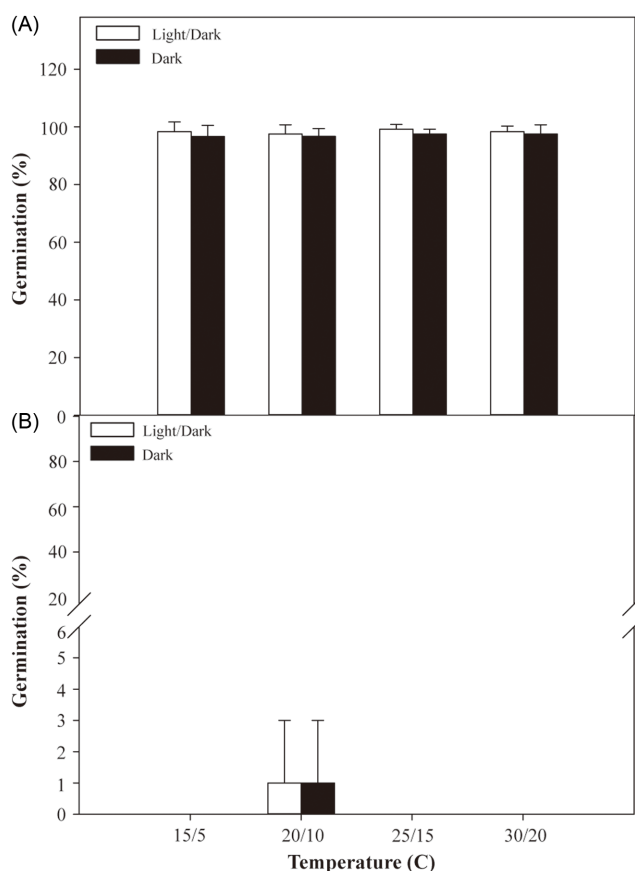 (A)
Light/Dark
Dark
120
100
80
60
40
20
0
Germination (%)
(B)
Light/Dark
Dark
80
60
40
20
6
5
4
3
2
1
0
Germination (%)
15/5 20/10 25/15 30/20
Temperature (C)